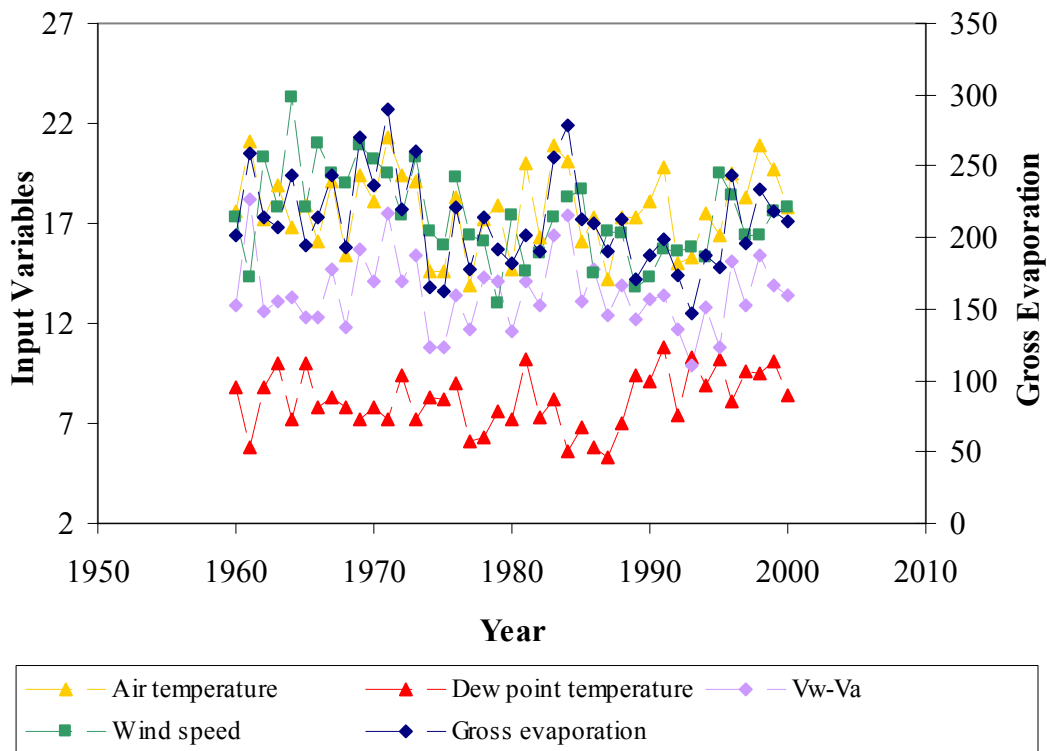 27
22
17
12
7
2
Input Variables
350
300
250
200
150
100
50
0
Gross Evaporation
1950 1960 1970 1980 1990 2000 2010
Year
Air temperature Dew point temperature Vw-Va
Wind speed Gross evaporation